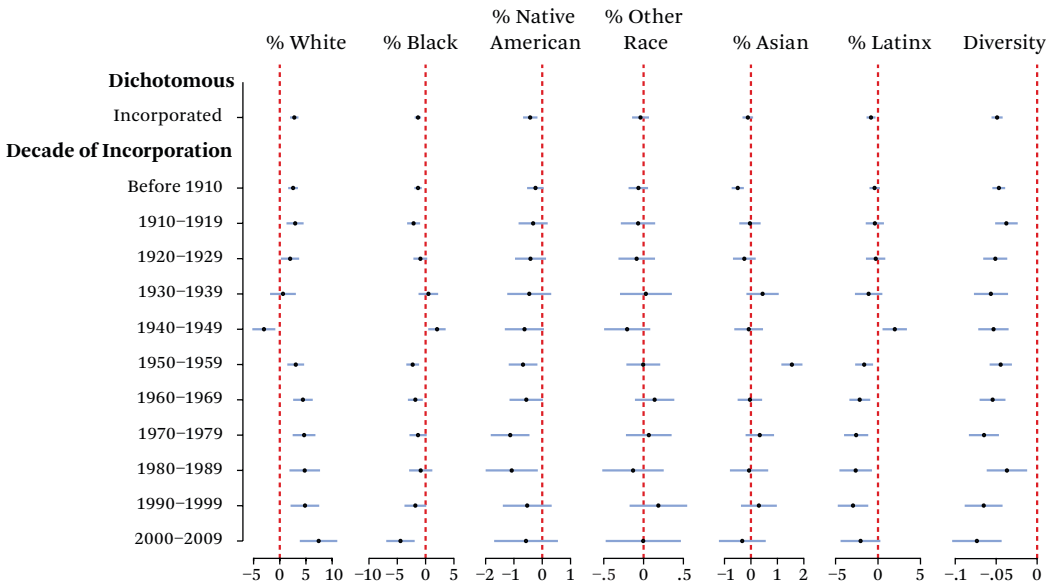 % Native % Other
% White % Black American Race % Asian % Latinx Diversity
Dichotomous
Incorporated
Decade of Incorporation
Before 1910
1910–1919
1920–1929
1930–1939
1940–1949
1950–1959
1960–1969
1970–1979
1980–1989
1990–1999
2000–2009
−5 0 5 −10 −5 0 5 −2 −1 0 1 −.5 0 .5 −1 0 1 2 −5 0 5 −.1 −.05 0